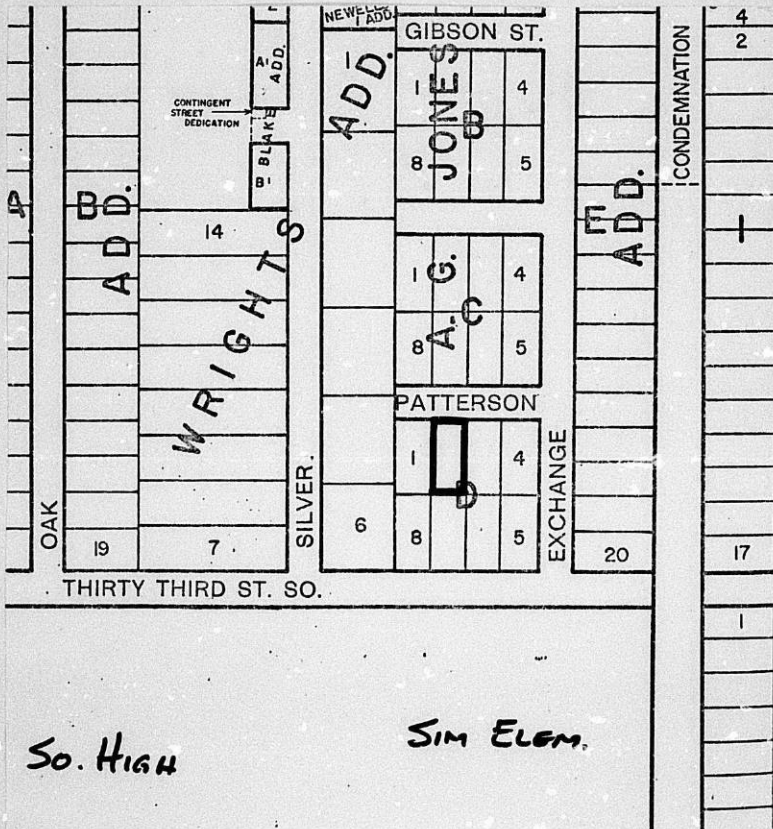 NEWELL
ADD.
GIBSON ST.
4
2
CONDEMNATION
CONTINGENT
STREET
DEDICATION
A¹
BLAKE ADD.
B¹
1
ADD.
1
JONES
B
4
8
5
B
ADD.
14
WRIGHTS
1
A. G.
C
4
8
5
E
ADD.
I
PATTERSON
1
4
D
8
5
OAK
19
7
SILVER.
6
EXCHANGE
20
17
THIRTY THIRD ST. SO.
1
SO. HIGH
SIM ELEM.